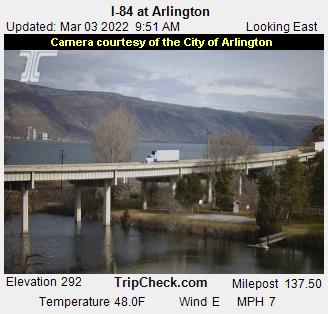 I-84 at Arlington
Updated: Mar 03 2022 9:51 AM Looking East
Camera courtesy of the City of Arlington
Elevation 292 TripCheck.com Milepost 137.50
Temperature 48.0F Wind E MPH 7